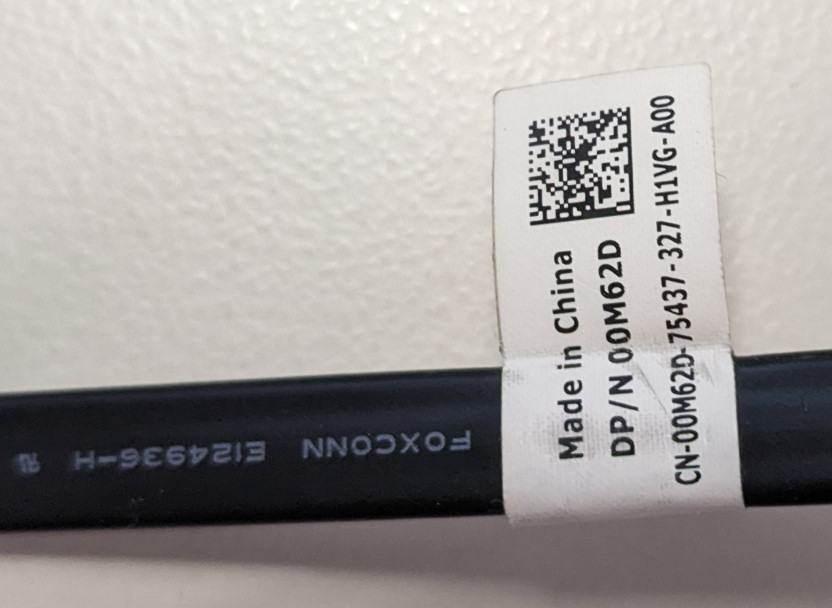 Made in China
DP/N 00M62D
CN-00M62D-75437-327-H1VG-A00
FOXCONN E124936-H